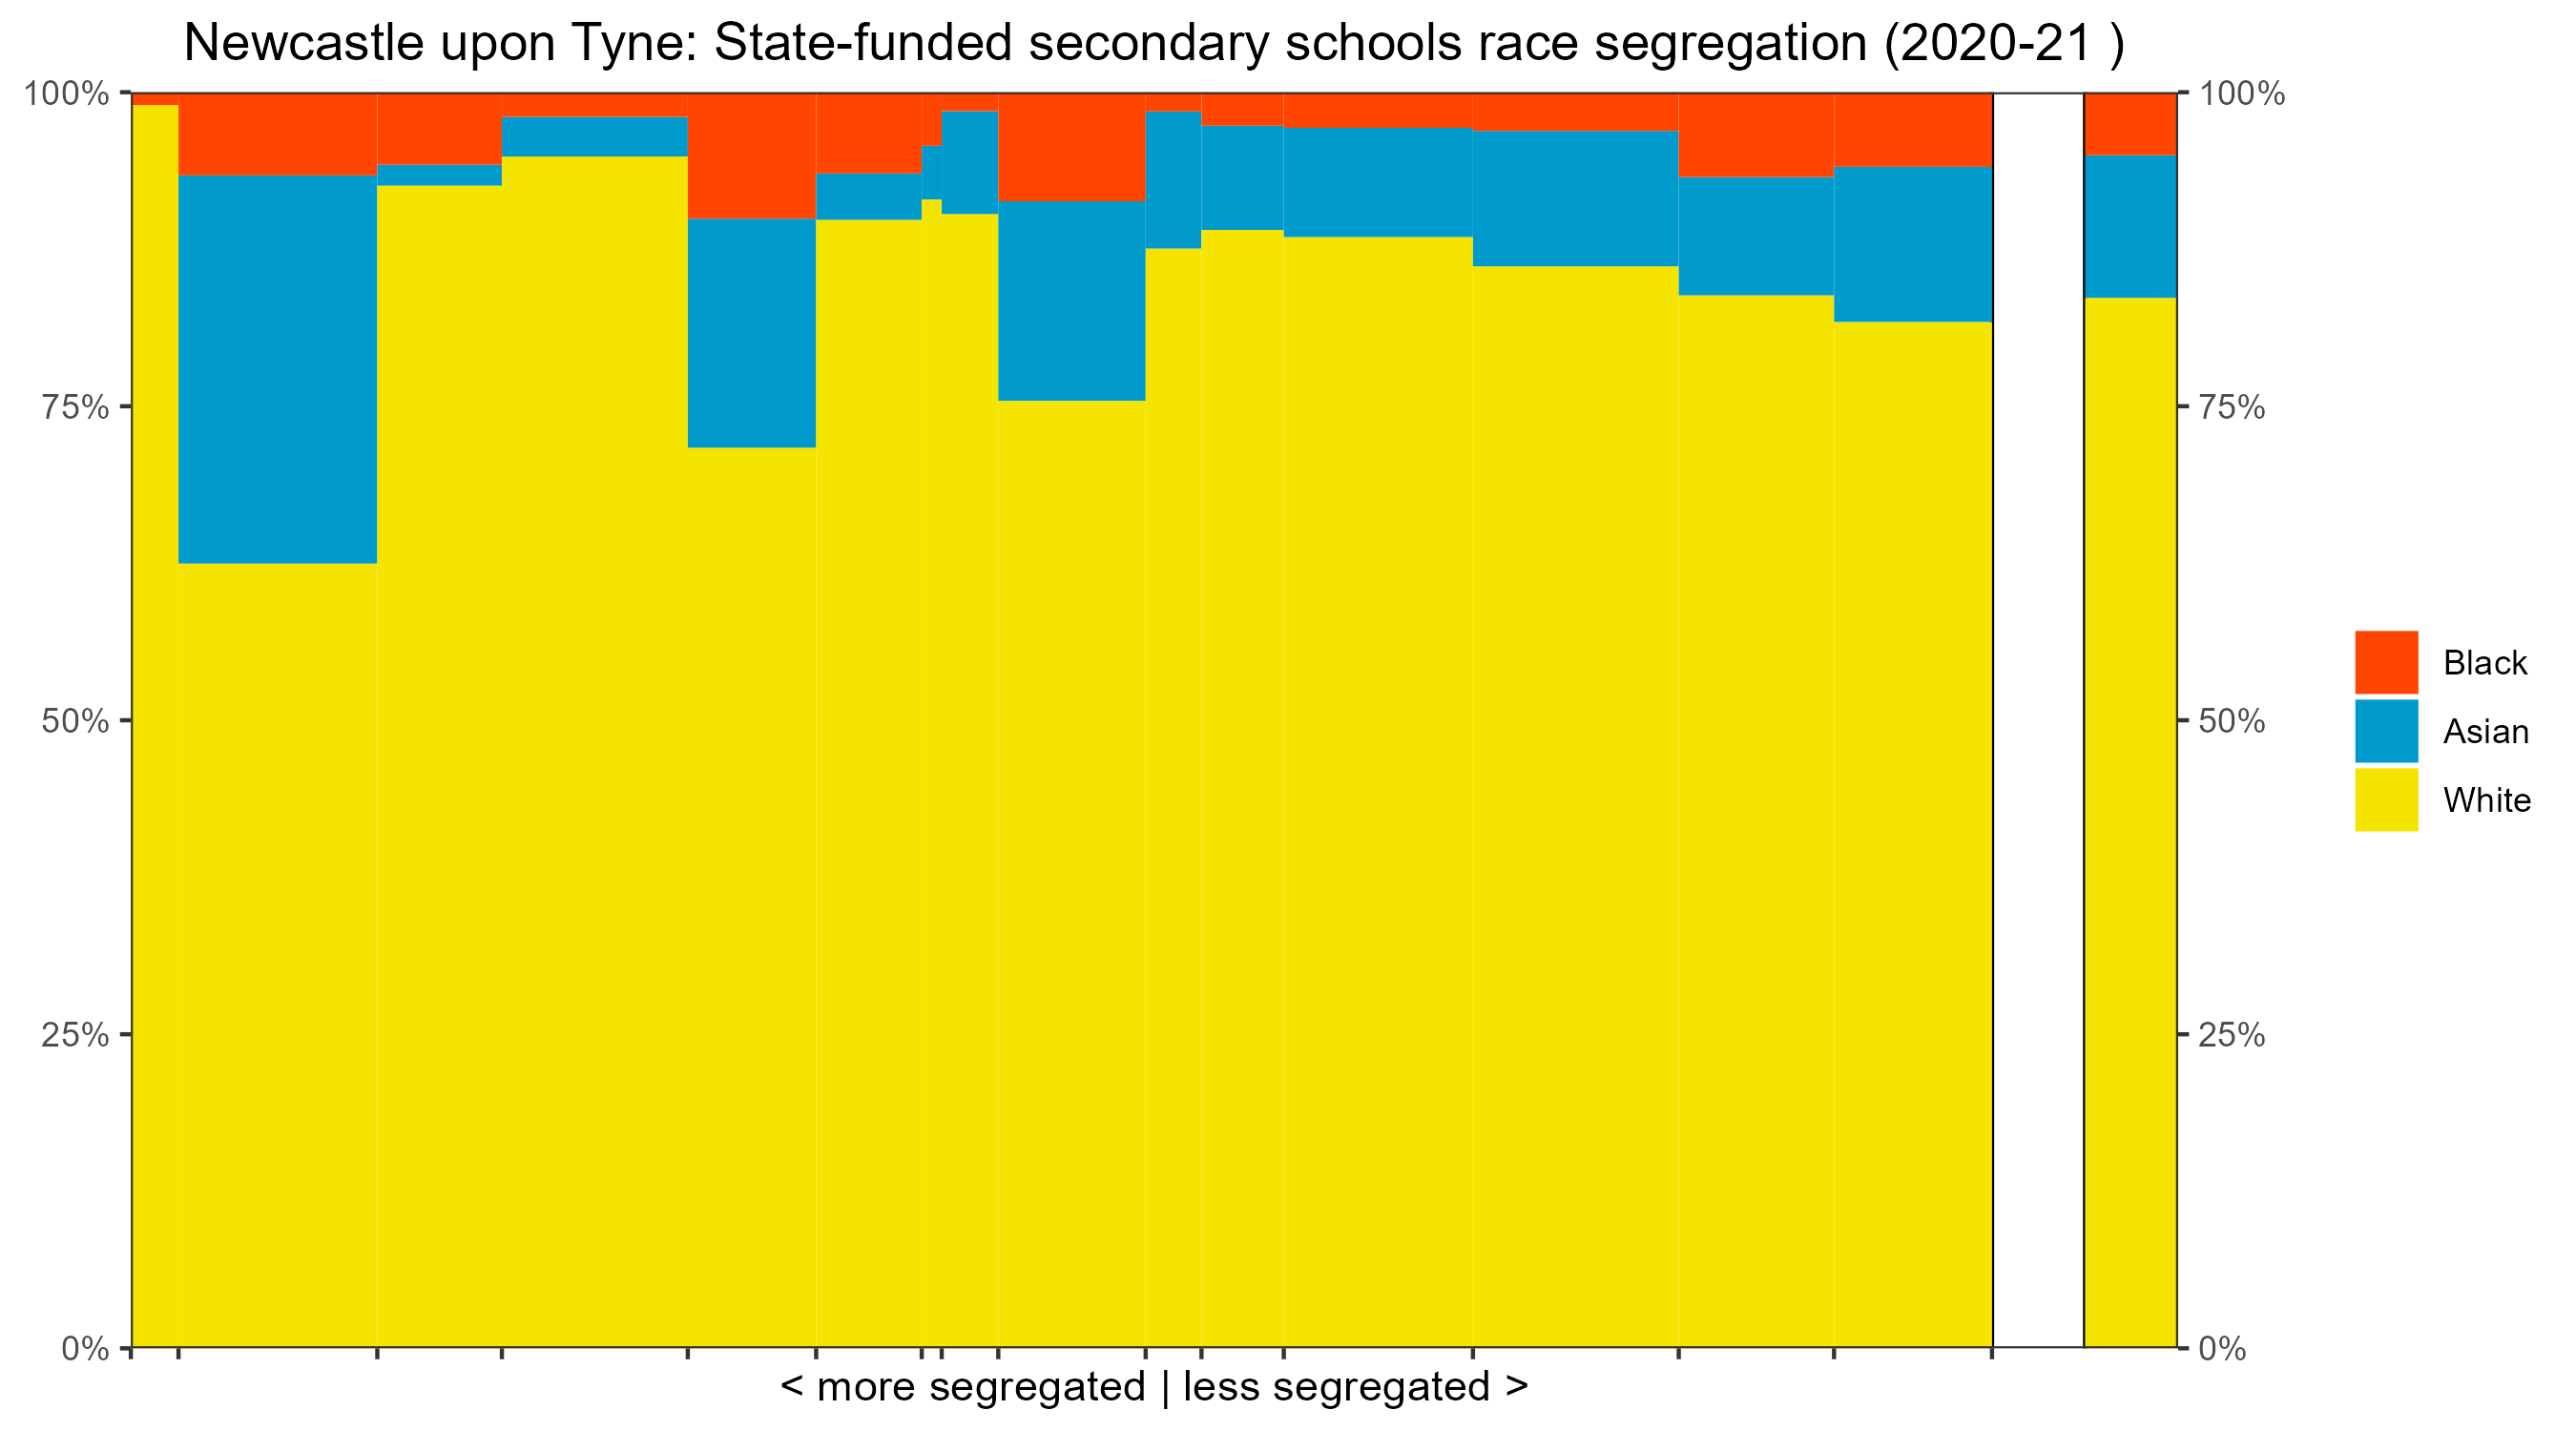 Newcastle upon Tyne: State-funded secondary schools race segregation (2020-21 )
100%
75%
50%
25%
0%
100%
75%
50%
25%
0%
Black
Asian
White
< more segregated | less segregated >